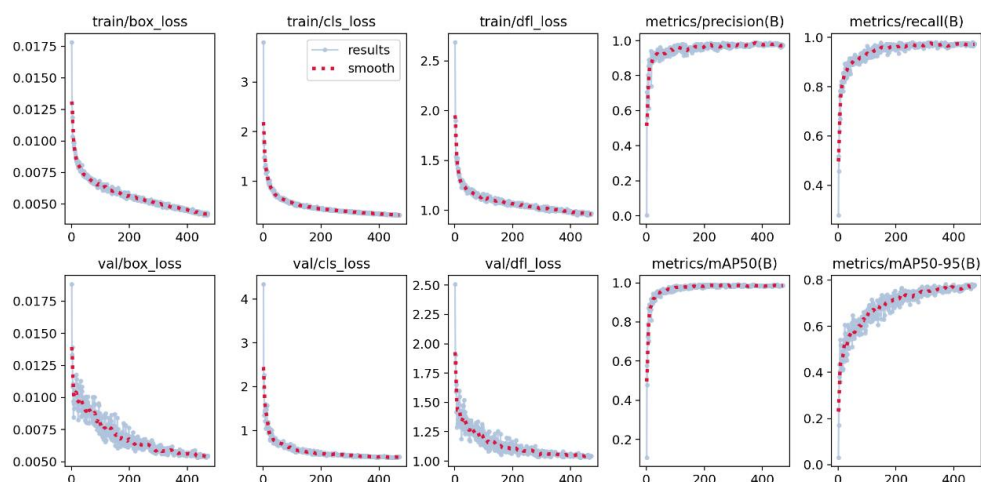 train/box_loss
train/cls_loss
train/dfl_loss
metrics/precision(B)
metrics/recall(B)
0.0175
0.0150
0.0125
0.0100
0.0075
0.0050
0 200 400
results
smooth
3
2
1
0 200 400
2.5
2.0
1.5
1.0
0 200 400
1.0
0.8
0.6
0.4
0.2
0.0
0 200 400
1.0
0.8
0.6
0.4
0 200 400
val/box_loss
val/cls_loss
val/dfl_loss
metrics/mAP50(B)
metrics/mAP50-95(B)
0.0175
0.0150
0.0125
0.0100
0.0075
0.0050
0 200 400
4
3
2
1
0 200 400
2.50
2.25
2.00
1.75
1.50
1.25
1.00
0 200 400
1.0
0.8
0.6
0.4
0.2
0 200 400
0.8
0.6
0.4
0.2
0.0
0 200 400